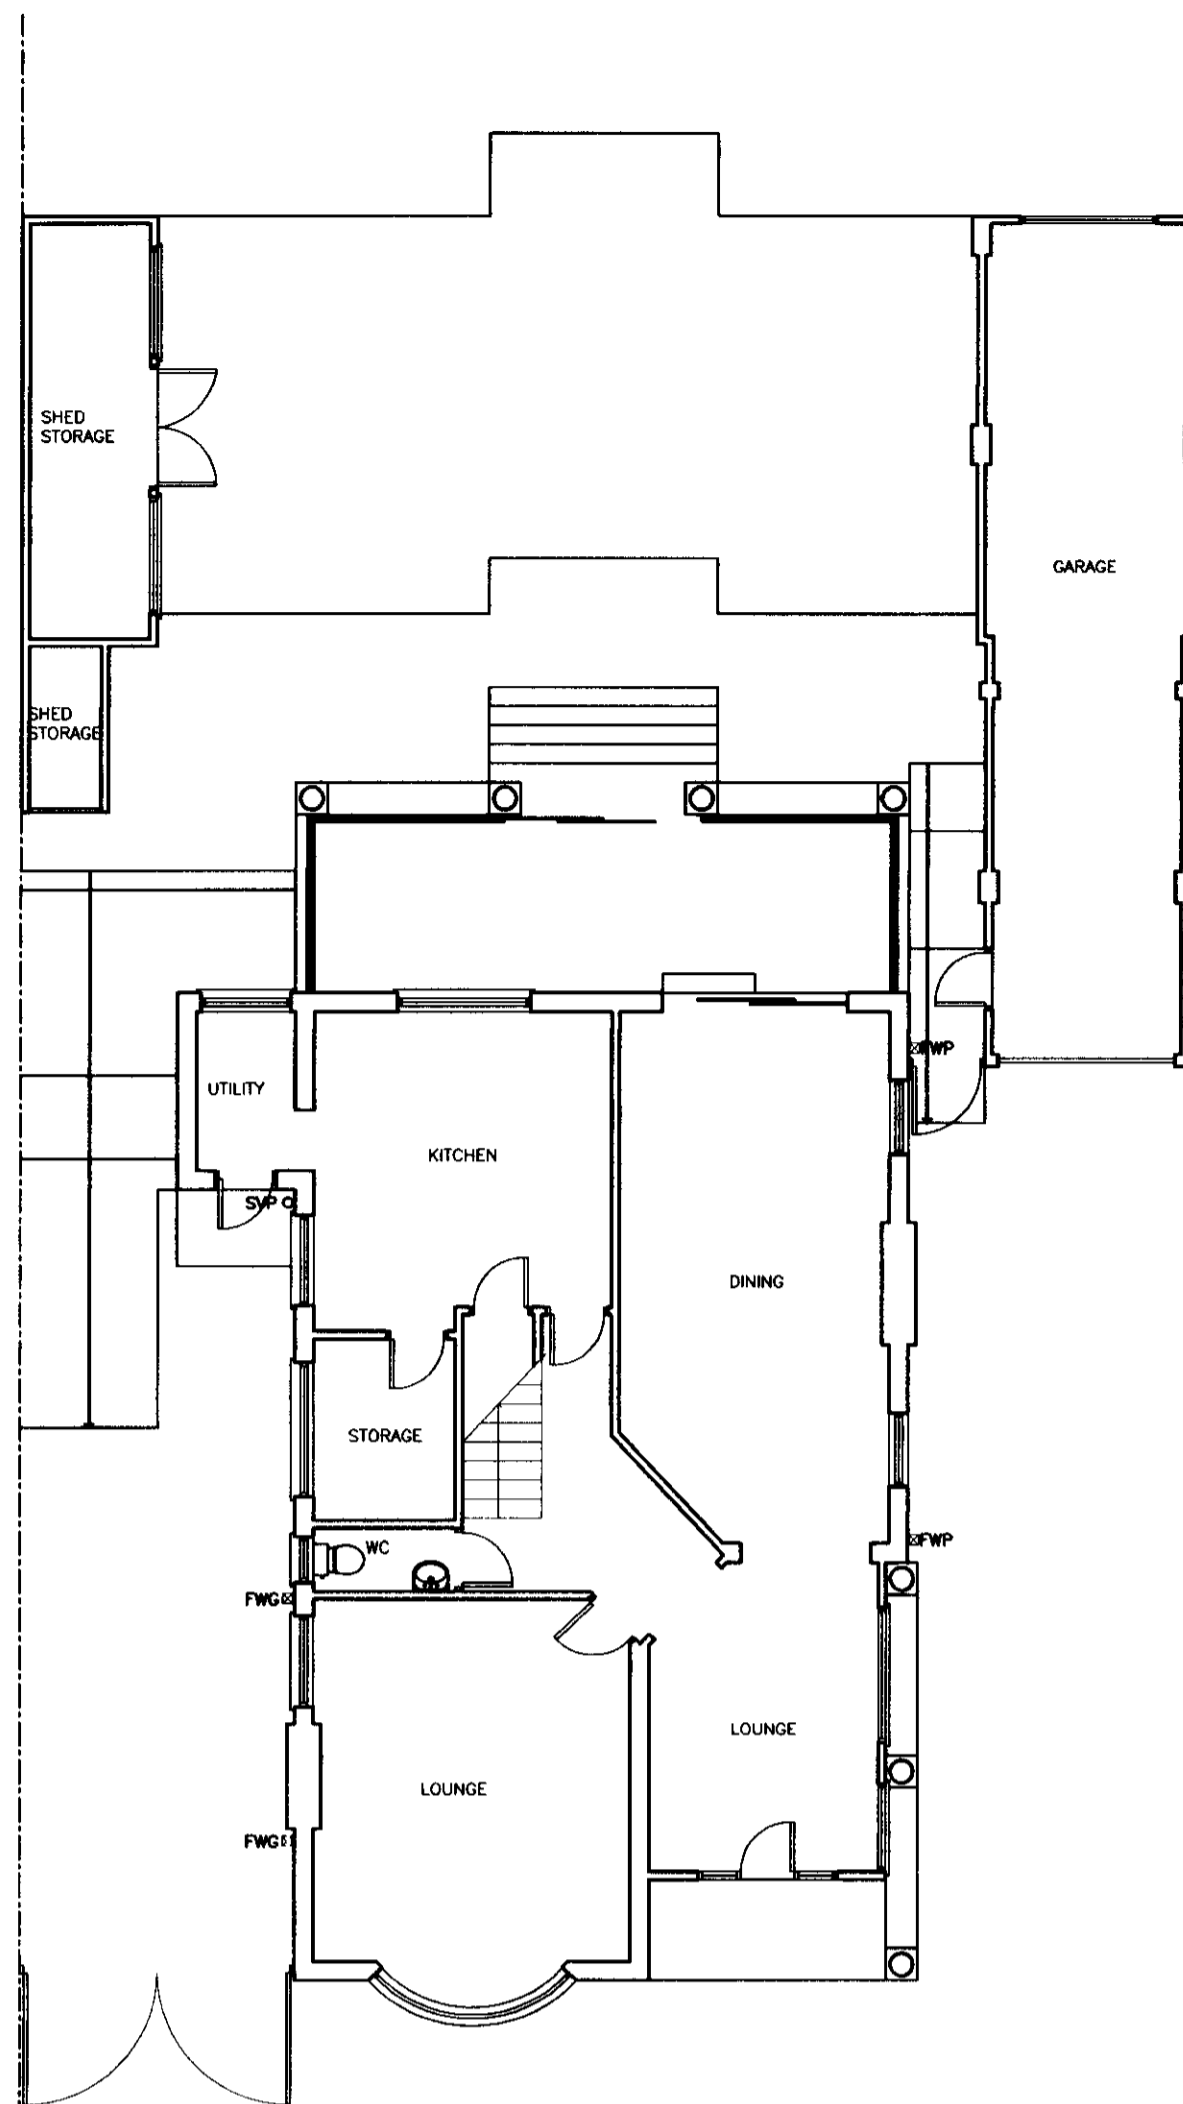 SHED
STORAGE
GARAGE
SHED
STORAGE
FWP
UTILITY
KITCHEN
SVP
DINING
STORAGE
FWP
WC
FWG
LOUNGE
LOUNGE
FWG